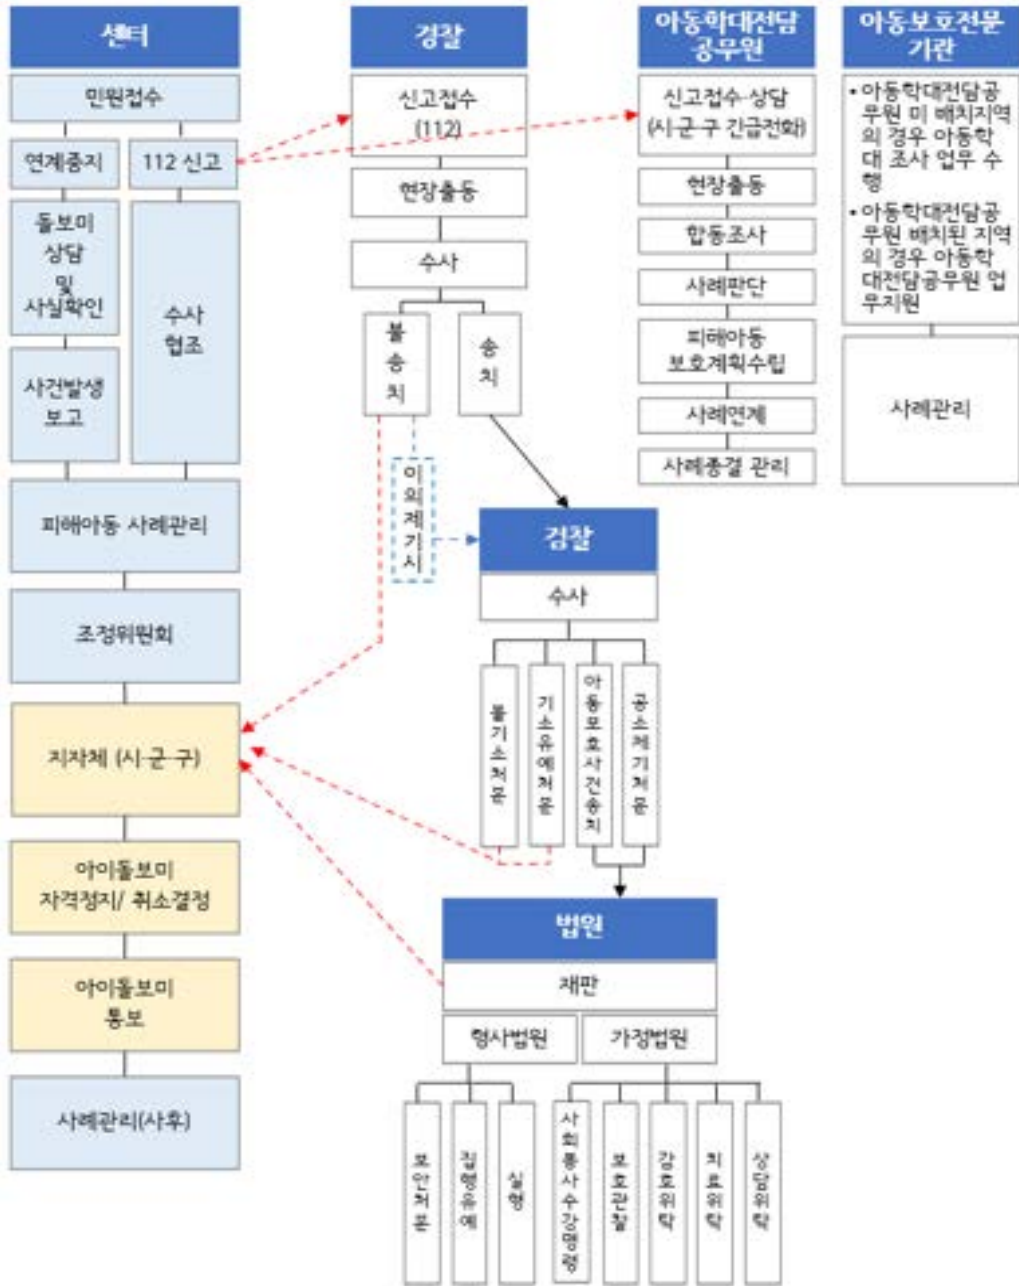 센터
민원접수
연계중지
112 신고
돌보미
상담
및
사실확인
수사
협조
사건발생
보고
피해아동 사례관리
조정위원회
지자체 (시·군·구)
아이돌보미
자격정지/ 취소결정
아이돌보미
통보
사례관리(사후)
경찰
신고접수
(112)
현장출동
수사
불송치
송치
이의제기시
아동학대전담
공무원
신고접수·상담
(시·군·구 긴급전화)
현장출동
합동조사
사례판단
피해아동
보호계획수립
사례연계
사례종결 관리
아동보호전문
기관
• 아동학대전담공
무원 미 배치지역
의 경우 아동학
대 조사 업무 수
행
• 아동학대전담공
무원 배치된 지역
의 경우 아동학
대전담공무원 업
무지원
사례관리
검찰
수사
불기소처분
기소유예처분
아동보호사건송치
공소제기처분
법원
재판
형사법원
가정법원
보안처분
집행유예
실형
사회봉사수강명령
보호관찰
감호위탁
치료위탁
상담위탁